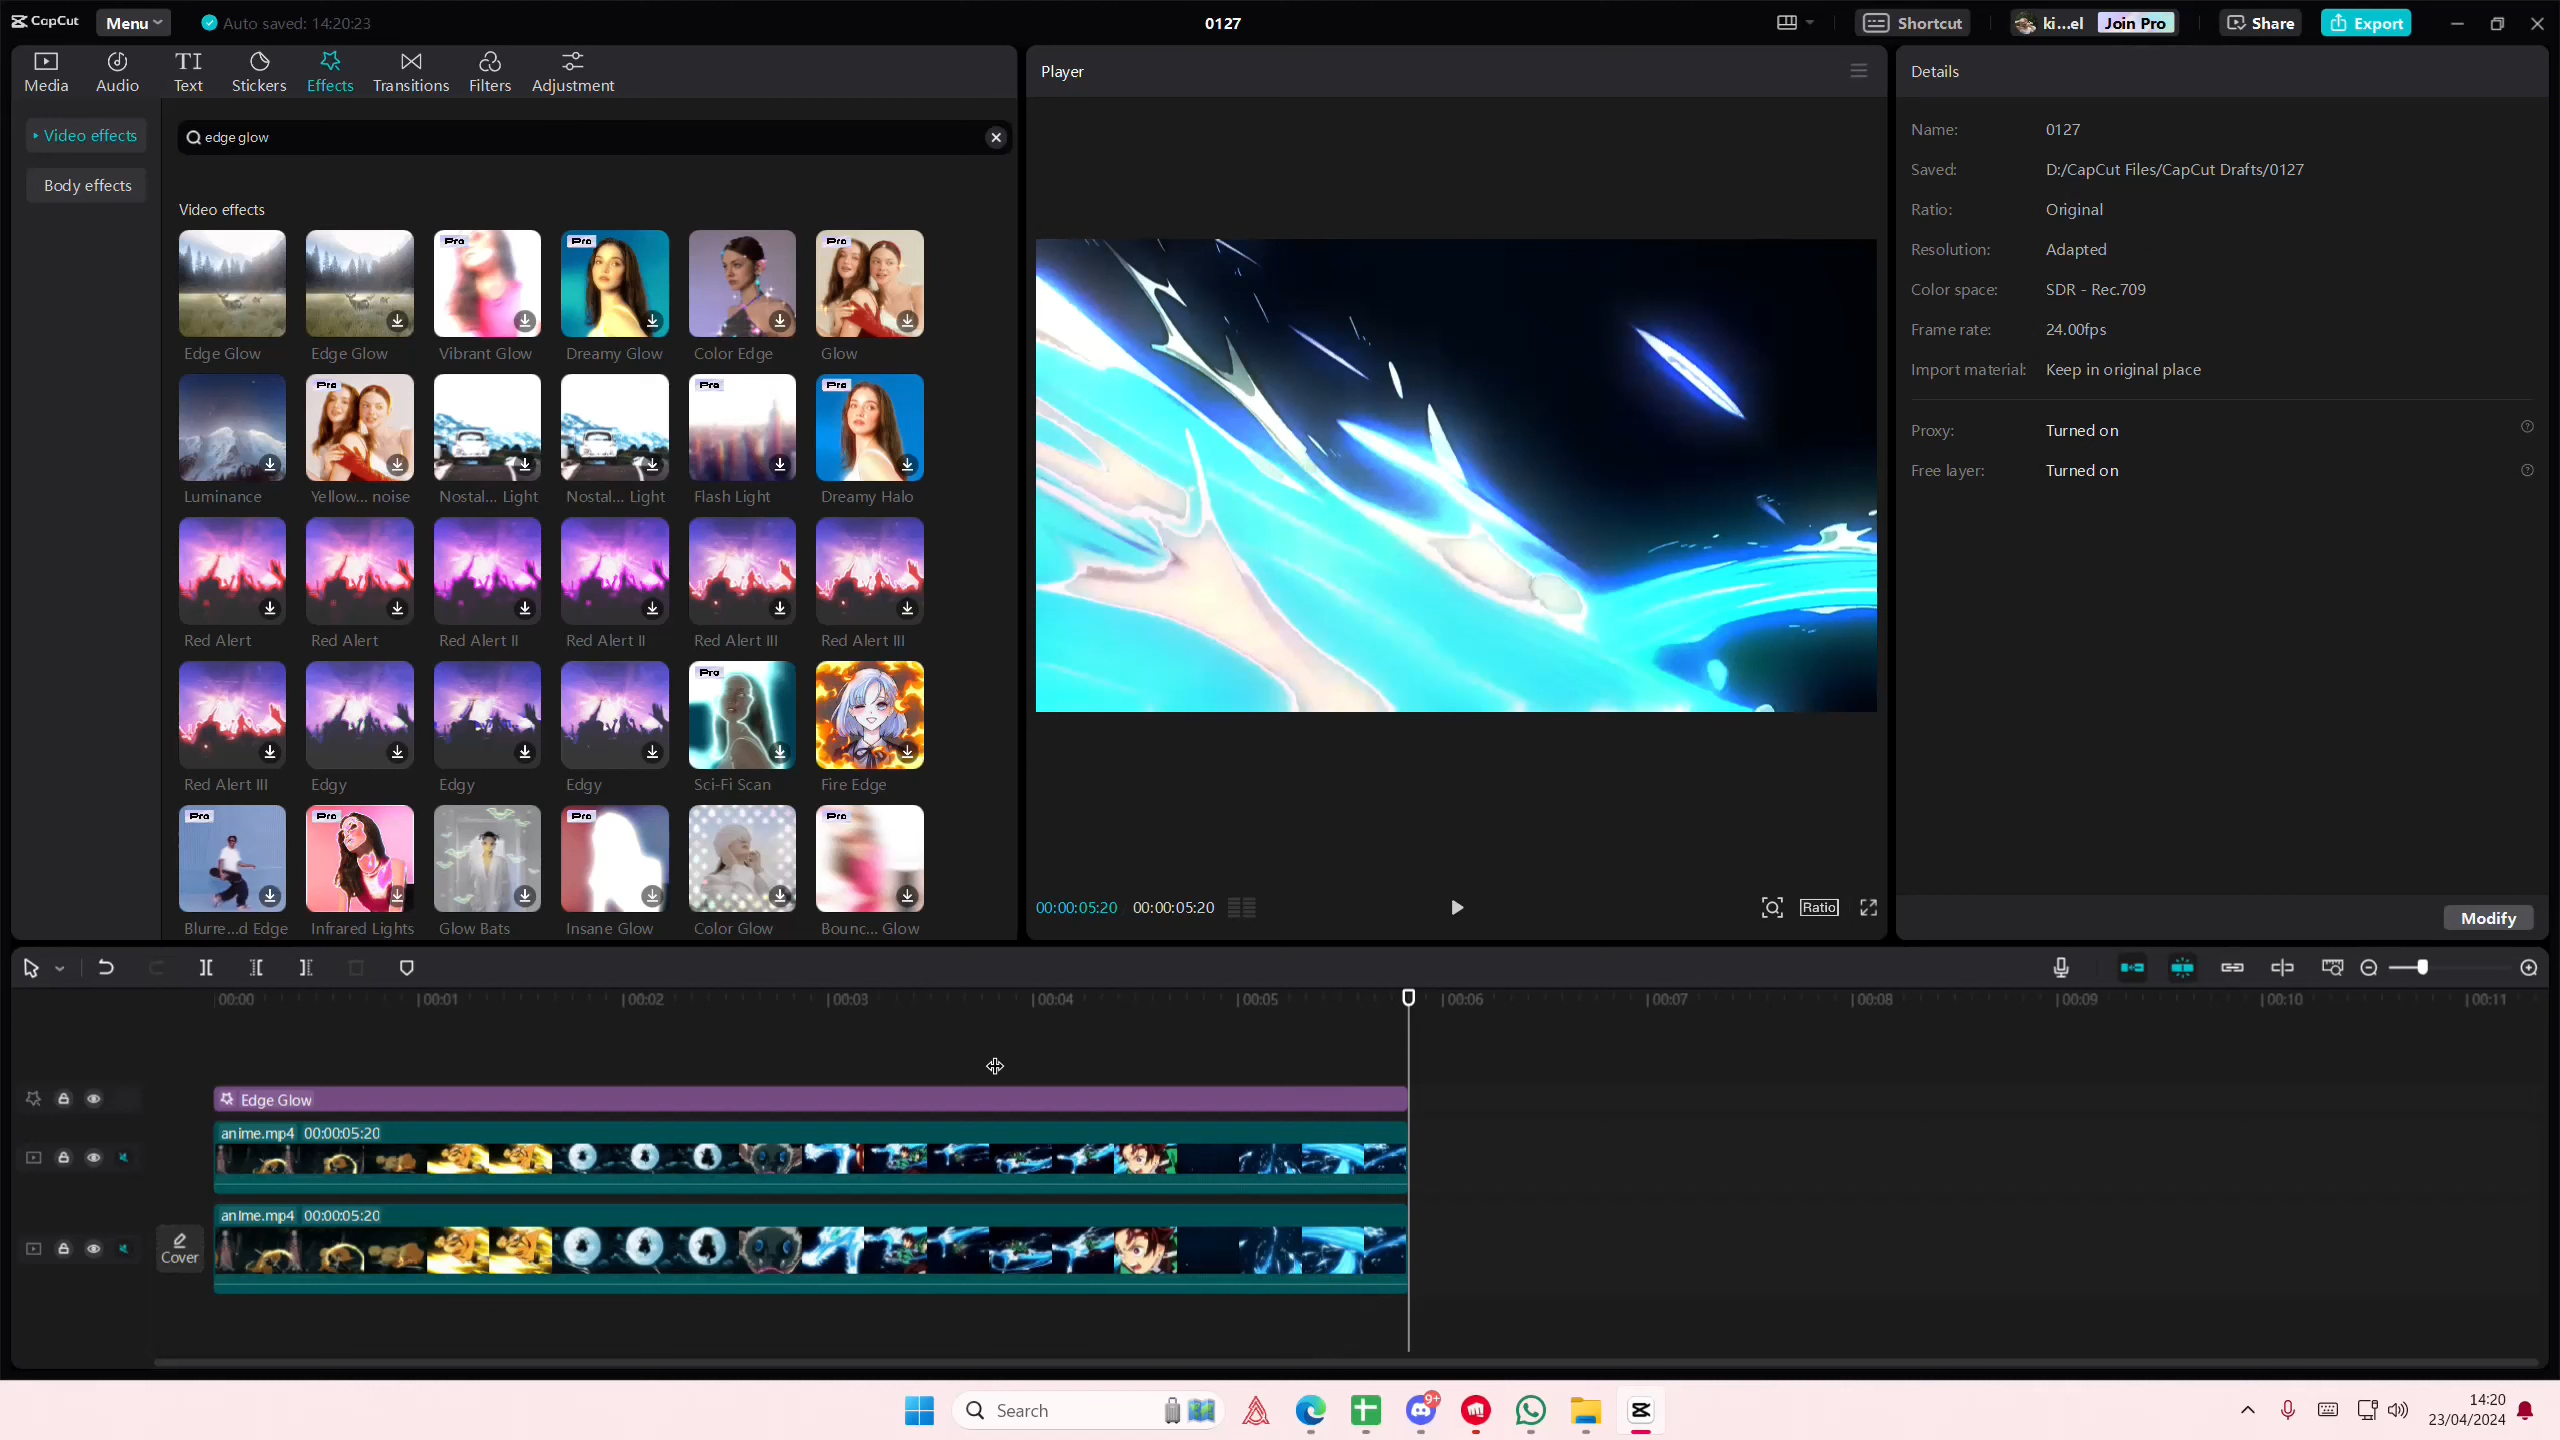 CapCut Menu Auto saved: 14:20:23 0127 Shortcut ki...el Join Pro Share Export
Media Audio Text Stickers Effects Transitions Filters Adjustment
Video effects
Body effects
edge glow
Video effects
Edge Glow Edge Glow Vibrant Glow Dreamy Glow Color Edge Glow
Pro Pro Pro
Luminance Yellow... noise Nostal... Light Nostal... Light Flash Light Dreamy Halo
Pro Pro Pro
Red Alert Red Alert Red Alert II Red Alert II Red Alert III Red Alert III
Red Alert III Edgy Edgy Edgy Sci-Fi Scan Fire Edge
Pro
Blurre...d Edge Infrared Lights Glow Bats Insane Glow Color Glow Bounc... Glow
Pro Pro Pro Pro
Player
00:00:05:20 00:00:05:20 Ratio
Details
Name: 0127
Saved: D:/CapCut Files/CapCut Drafts/0127
Ratio: Original
Resolution: Adapted
Color space: SDR - Rec.709
Frame rate: 24.00fps
Import material: Keep in original place
Proxy: Turned on
Free layer: Turned on
Modify
00:00 00:01 00:02 00:03 00:04 00:05 00:06 00:07 00:08 00:09 00:10 00:11
Edge Glow
anime.mp4 00:00:05:20
anime.mp4 00:00:05:20
Cover
Search 9+
14:20
23/04/2024